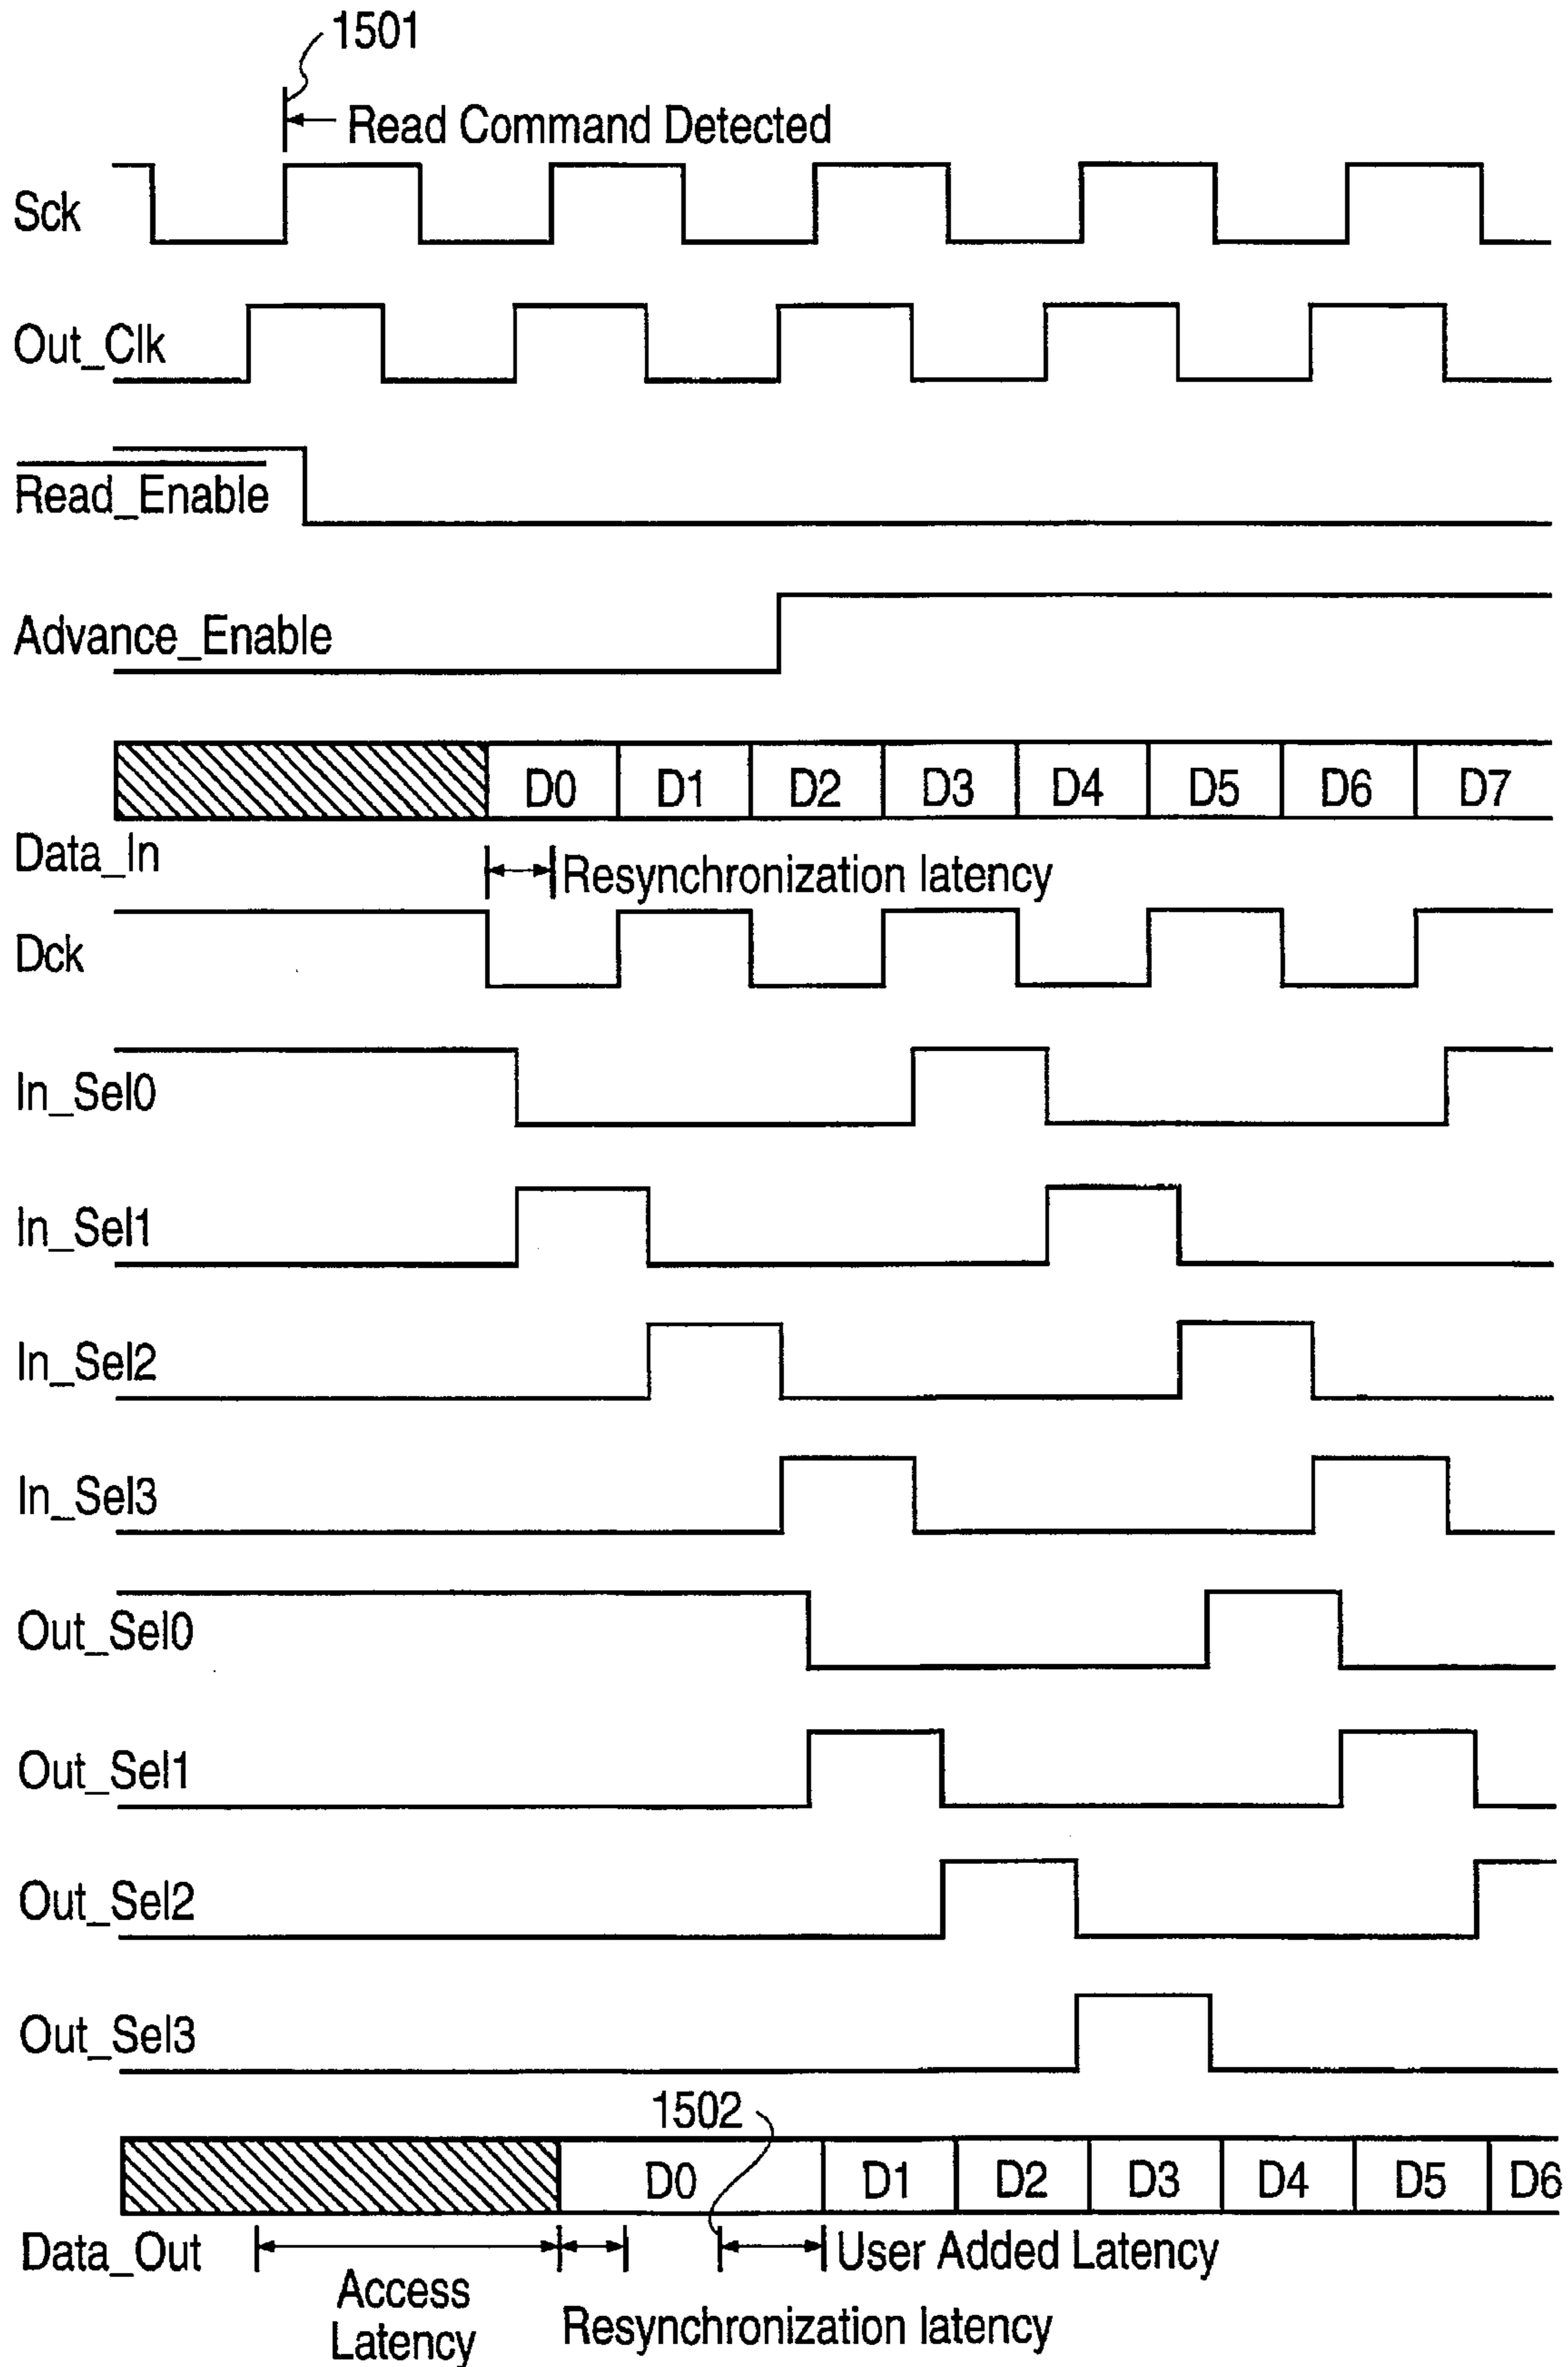 1501
Read Command Detected
Sck
Out_Clk
Read_Enable
Advance_Enable
D0 D1 D2 D3 D4 D5 D6 D7
Data_In
Resynchronization latency
Dck
In_Sel0
In_Sel1
In_Sel2
In_Sel3
Out_Sel0
Out_Sel1
Out_Sel2
Out_Sel3
1502
D0 D1 D2 D3 D4 D5 D6
Data_Out
User Added Latency
Access
Latency
Resynchronization latency